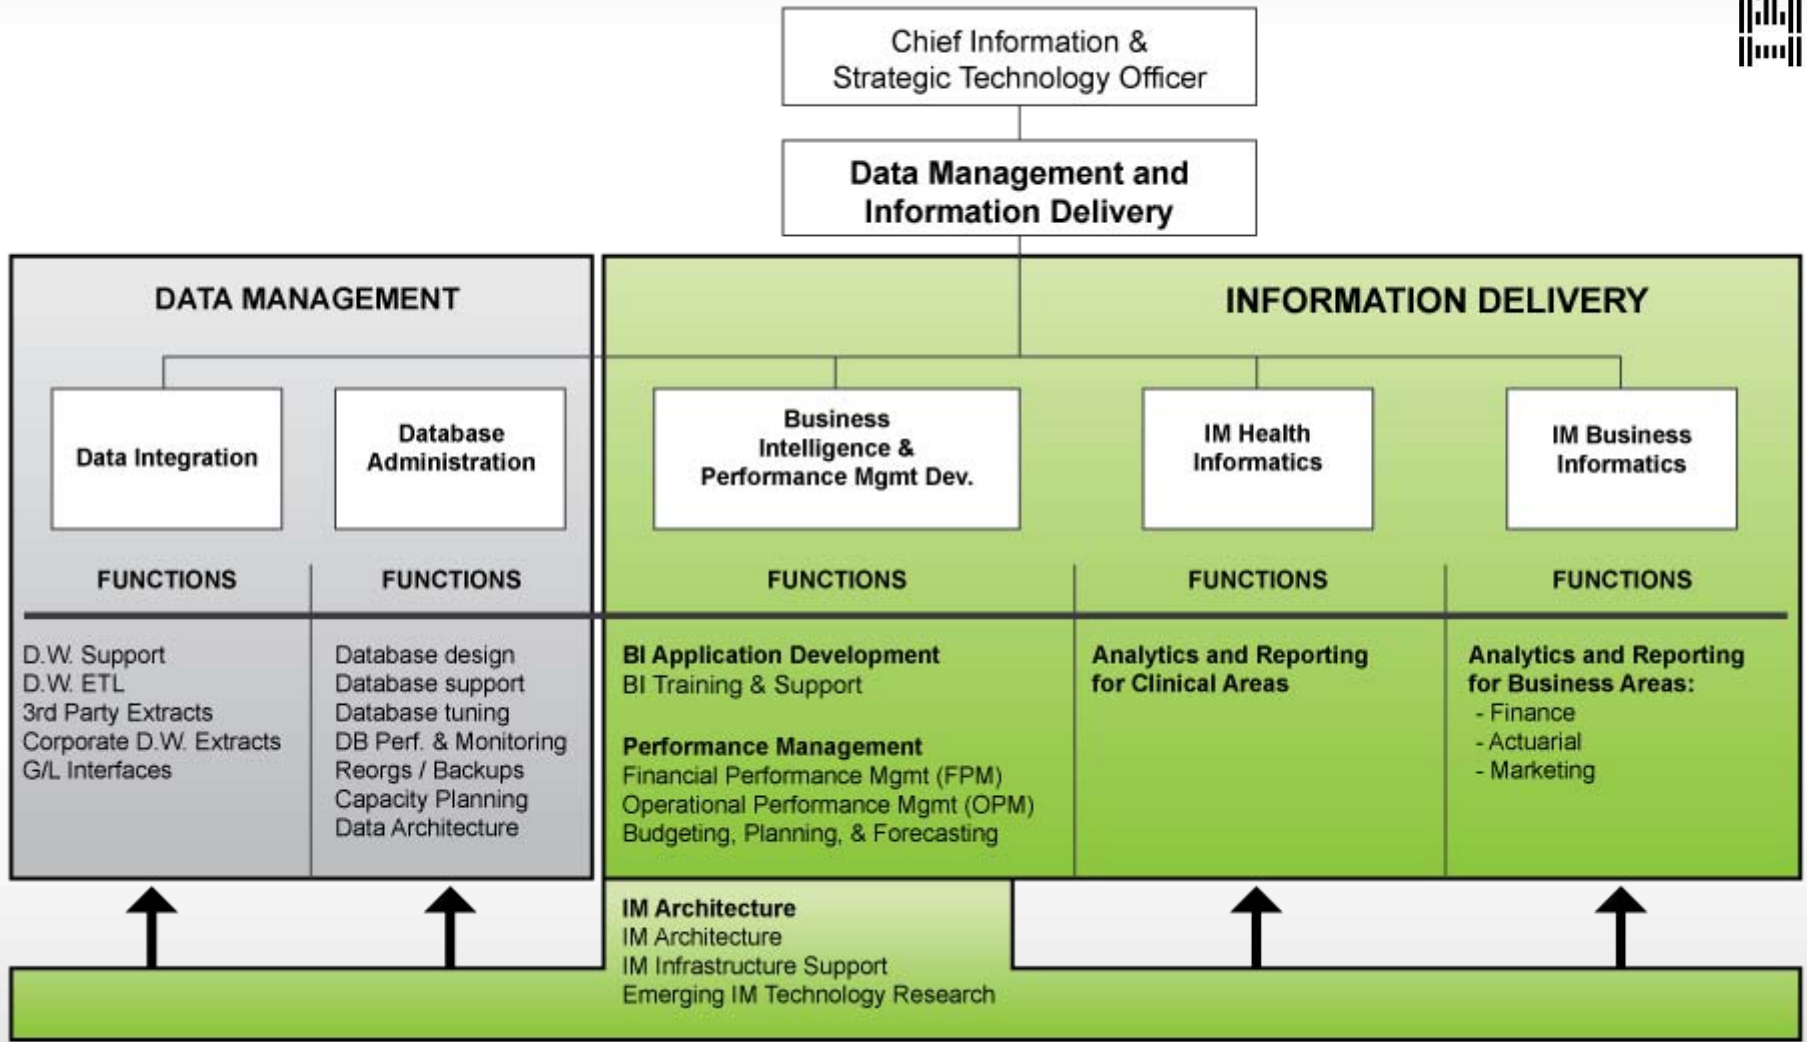 Chief Information &
Strategic Technology Officer
Data Management and
Information Delivery
DATA MANAGEMENT
INFORMATION DELIVERY
Data Integration
Database
Administration
Business
Intelligence &
Performance Mgmt Dev.
IM Health
Informatics
IM Business
Informatics
FUNCTIONS
D.W. Support
D.W. ETL
3rd Party Extracts
Corporate D.W. Extracts
G/L Interfaces
FUNCTIONS
Database design
Database support
Database tuning
DB Perf. & Monitoring
Reorgs / Backups
Capacity Planning
Data Architecture
FUNCTIONS
BI Application Development
BI Training & Support
Performance Management
Financial Performance Mgmt (FPM)
Operational Performance Mgmt (OPM)
Budgeting, Planning, & Forecasting
FUNCTIONS
Analytics and Reporting
for Clinical Areas
FUNCTIONS
Analytics and Reporting
for Business Areas:
- Finance
- Actuarial
- Marketing
IM Architecture
IM Architecture
IM Infrastructure Support
Emerging IM Technology Research